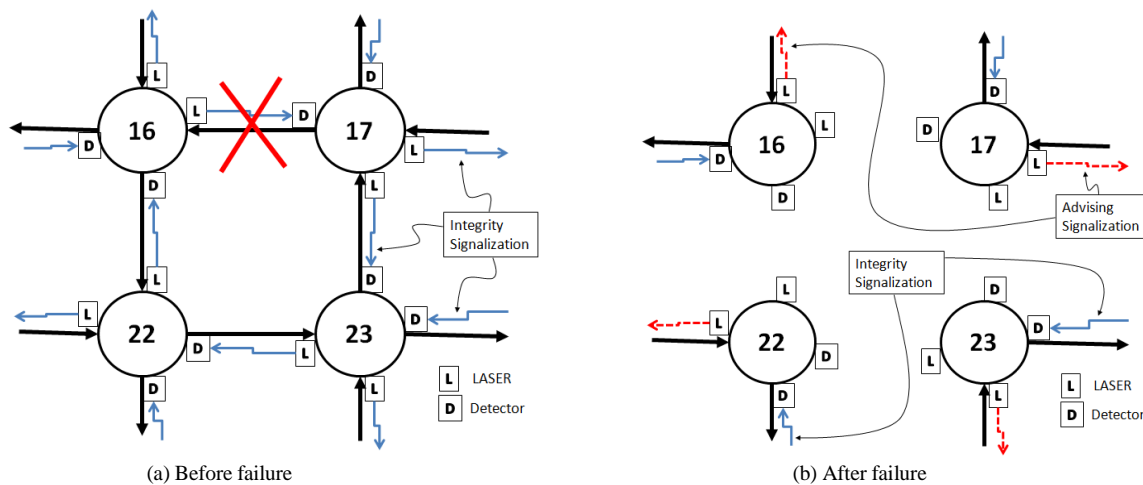 L
D
L
D
16
17
D
L
D
L
Integrity
Signalization
L
D
L
D
22
23
D
L
D
L
L LASER
D Detector
(a) Before failure
L
D
L
D
16
17
D
L
D
L
Advising
Signalization
Integrity
Signalization
L
D
L
D
22
23
D
L
D
L
L LASER
D Detector
(b) After failure